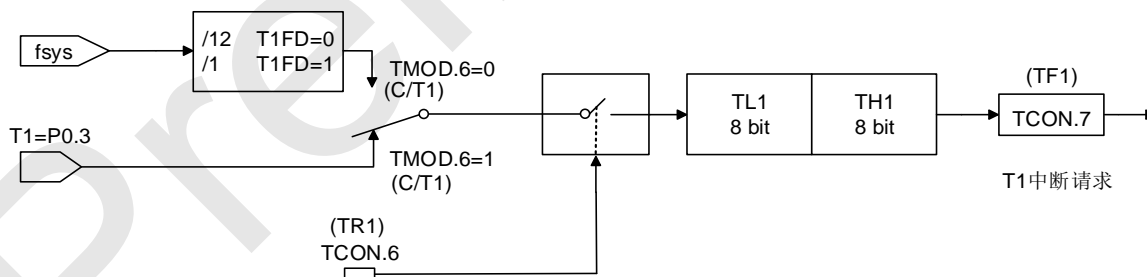 fsys
/12 T1FD=0
/1 T1FD=1
TMOD.6=0
(C/T1)
T1=P0.3
TMOD.6=1
(C/T1)
(TR1)
TCON.6
TL1
8 bit
TH1
8 bit
(TF1)
TCON.7
T1中断请求